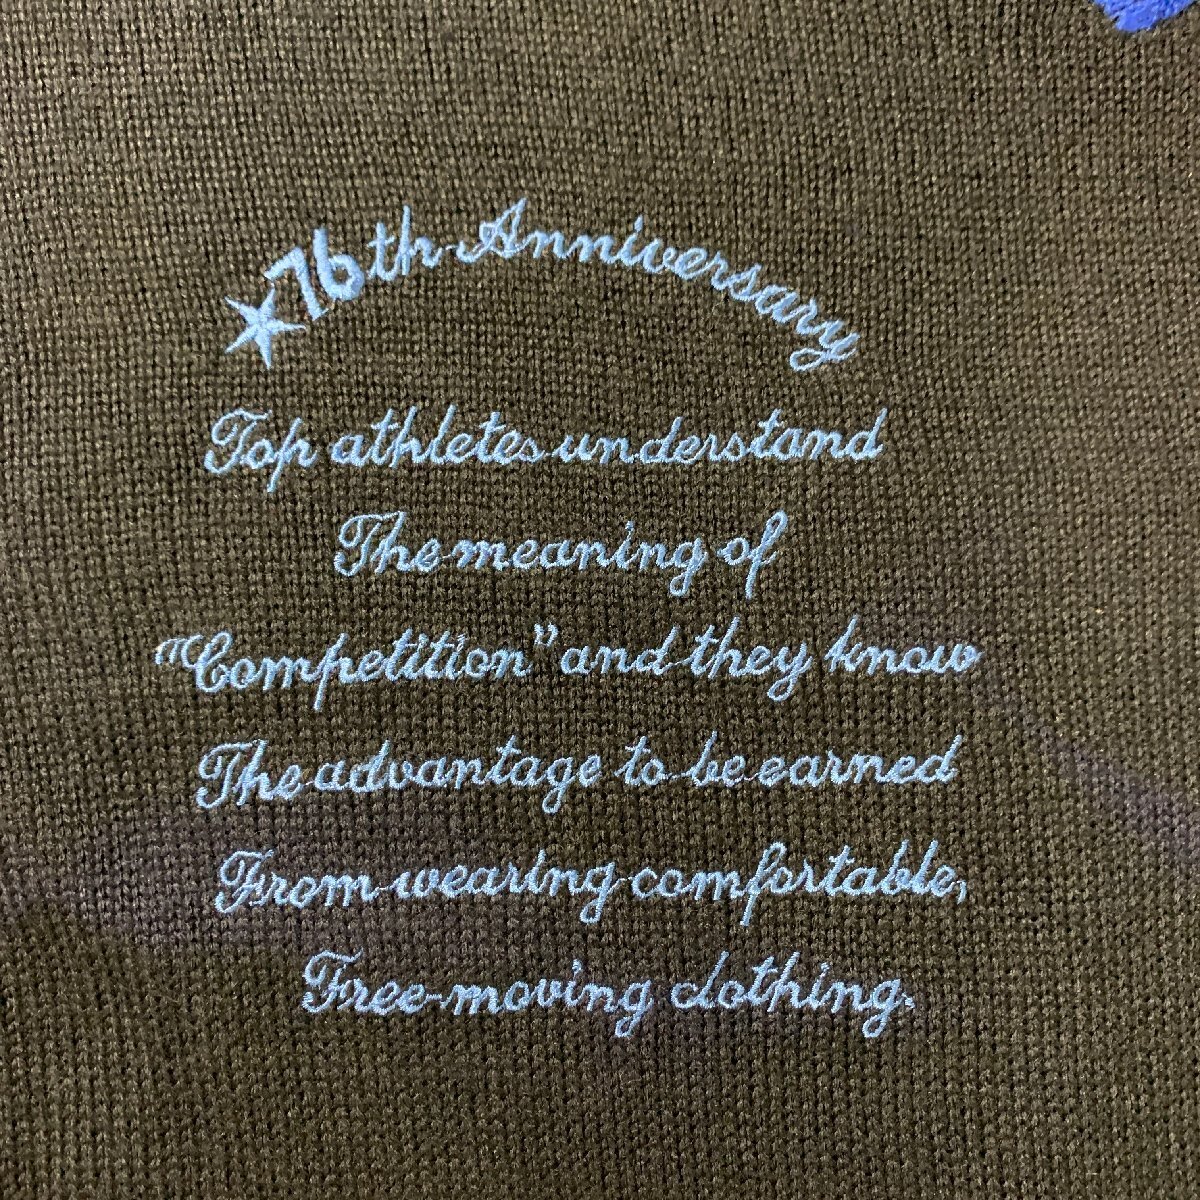 ★76th Anniversary
Top athletes understand
The meaning of
"Competition" and they know
The advantage to be earned
From wearing comfortable,
Free-moving clothing.